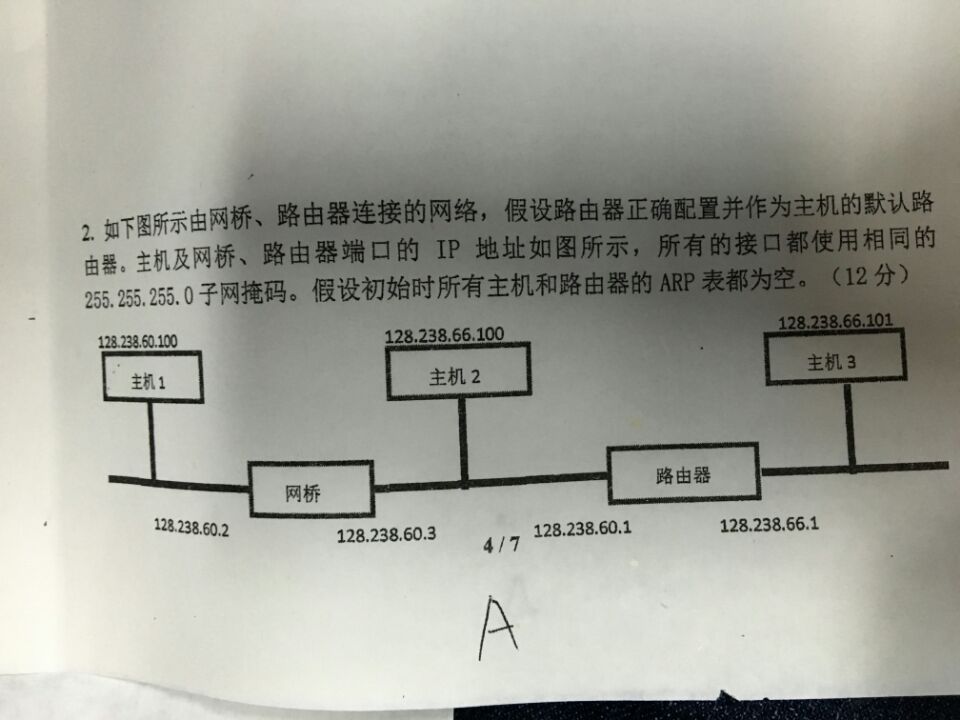 2. 如下图所示由网桥、路由器连接的网络，假设路由器正确配置并作为主机的默认路
由器。主机及网桥、路由器端口的 IP 地址如图所示，所有的接口都使用相同的
255.255.255.0 子网掩码。假设初始时所有主机和路由器的 ARP 表都为空。（12 分）
128.238.60.100
128.238.66.100
128.238.66.101
主机 1
主机 2
主机 3
网桥
路由器
128.238.60.2
128.238.60.3
128.238.60.1
128.238.66.1
4 / 7
A